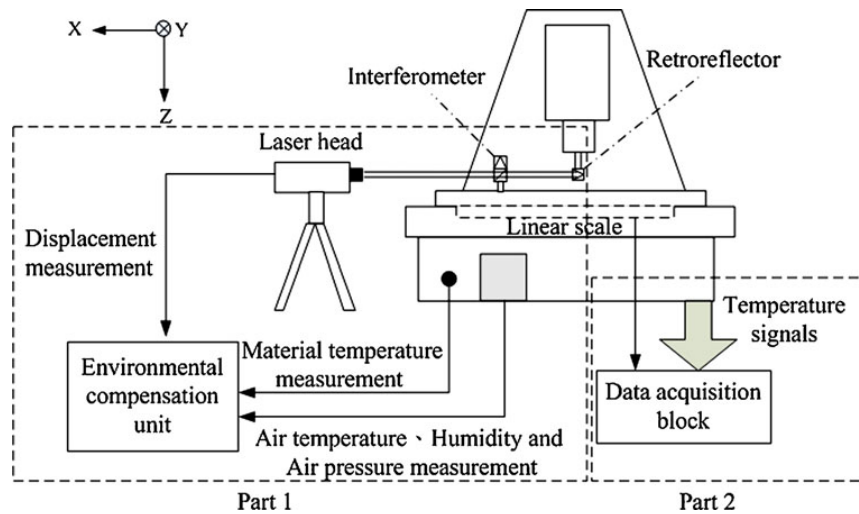 X
Y
Z
Interferometer
Retroreflector
Laser head
Linear scale
Displacement
measurement
Temperature
signals
Material temperature
measurement
Environmental
compensation
unit
Data acquisition
block
Air temperature、Humidity and
Air pressure measurement
Part 1
Part 2